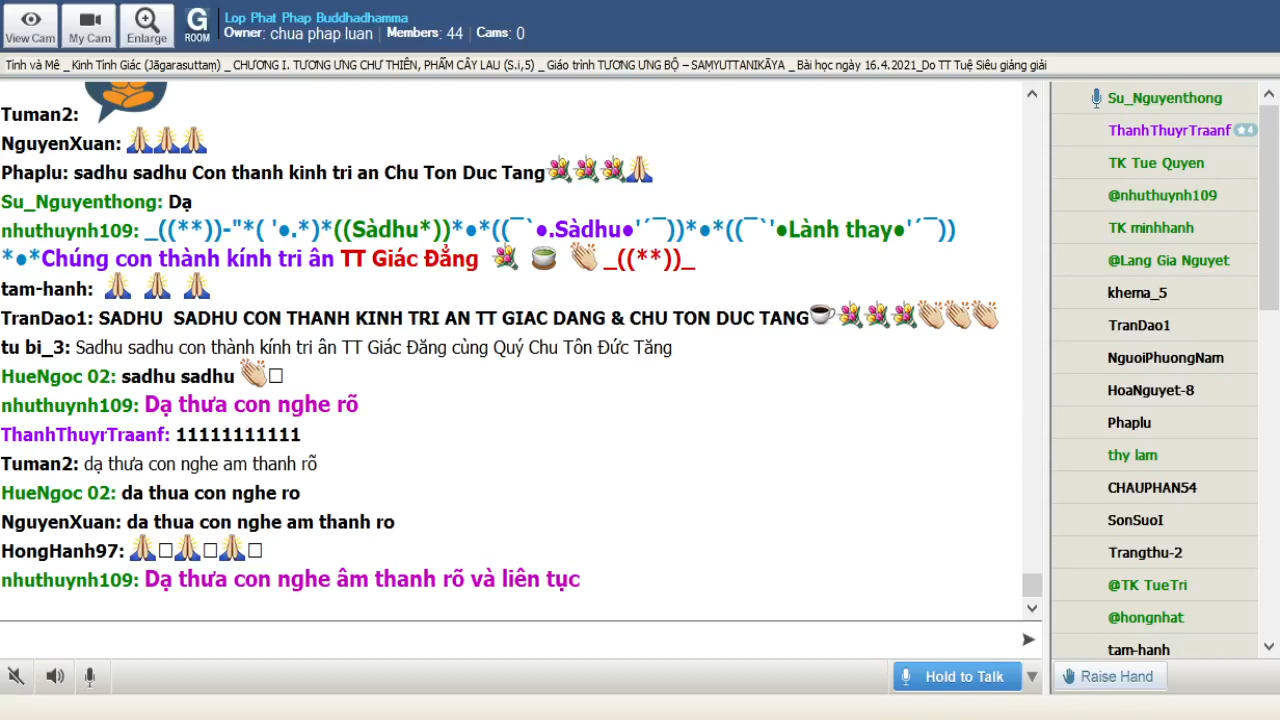 View Cam
My Cam
Enlarge
G
ROOM
Lop Phat Phap Buddhadhamma
Owner: chua phap luan | Members: 44 | Cams: 0
Tỉnh và Mê _ Kinh Tỉnh Giác (Jāgarasuttaṃ) _ CHƯƠNG I. TƯƠNG ƯNG CHƯ THIÊN, PHẨM CÂY LAU (S.i,5) _ Giáo trình TƯƠNG ƯNG BỘ – SAṂYUTTANIKĀYA _ Bài học ngày 16.4.2021_Do TT Tuệ Siêu giảng giải
Tuman2:
NguyenXuan: 🙏🙏🙏
Phaplu: sadhu sadhu Con thanh kinh tri an Chu Ton Duc Tang💐💐💐🙏
Su_Nguyenthong: Dạ
nhuthuynh109: _((**))-"*( '●.*)*((Sàdhu*))*●*((¯`●.Sàdhu●'´¯))*●*((¯`'●Lành thay●'´¯))
*●*Chúng con thành kính tri ân TT Giác Đẳng 💐 🍵 👏 _((**))_
tam-hanh: 🙏 🙏 🙏
TranDao1: SADHU SADHU CON THANH KINH TRI AN TT GIAC DANG & CHU TON DUC TANG☕💐💐💐👏👏👏
tu bi_3: Sadhu sadhu con thành kính tri ân TT Giác Đăng cùng Quý Chu Tôn Đức Tăng
HueNgoc 02: sadhu sadhu 👏□
nhuthuynh109: Dạ thưa con nghe rõ
ThanhThuyrTraanf: 11111111111
Tuman2: dạ thưa con nghe am thanh rõ
HueNgoc 02: da thua con nghe ro
NguyenXuan: da thua con nghe am thanh ro
HongHanh97: 🙏□🙏□🙏□
nhuthuynh109: Dạ thưa con nghe âm thanh rõ và liên tục
Hold to Talk
Su_Nguyenthong
ThanhThuyrTraanf ★4
TK Tue Quyen
@nhuthuynh109
TK minhhanh
@Lang Gia Nguyet
khema_5
TranDao1
NguoiPhuongNam
HoaNguyet-8
Phaplu
thy lam
CHAUPHAN54
SonSuoI
Trangthu-2
@TK TueTri
@hongnhat
tam-hanh
Raise Hand